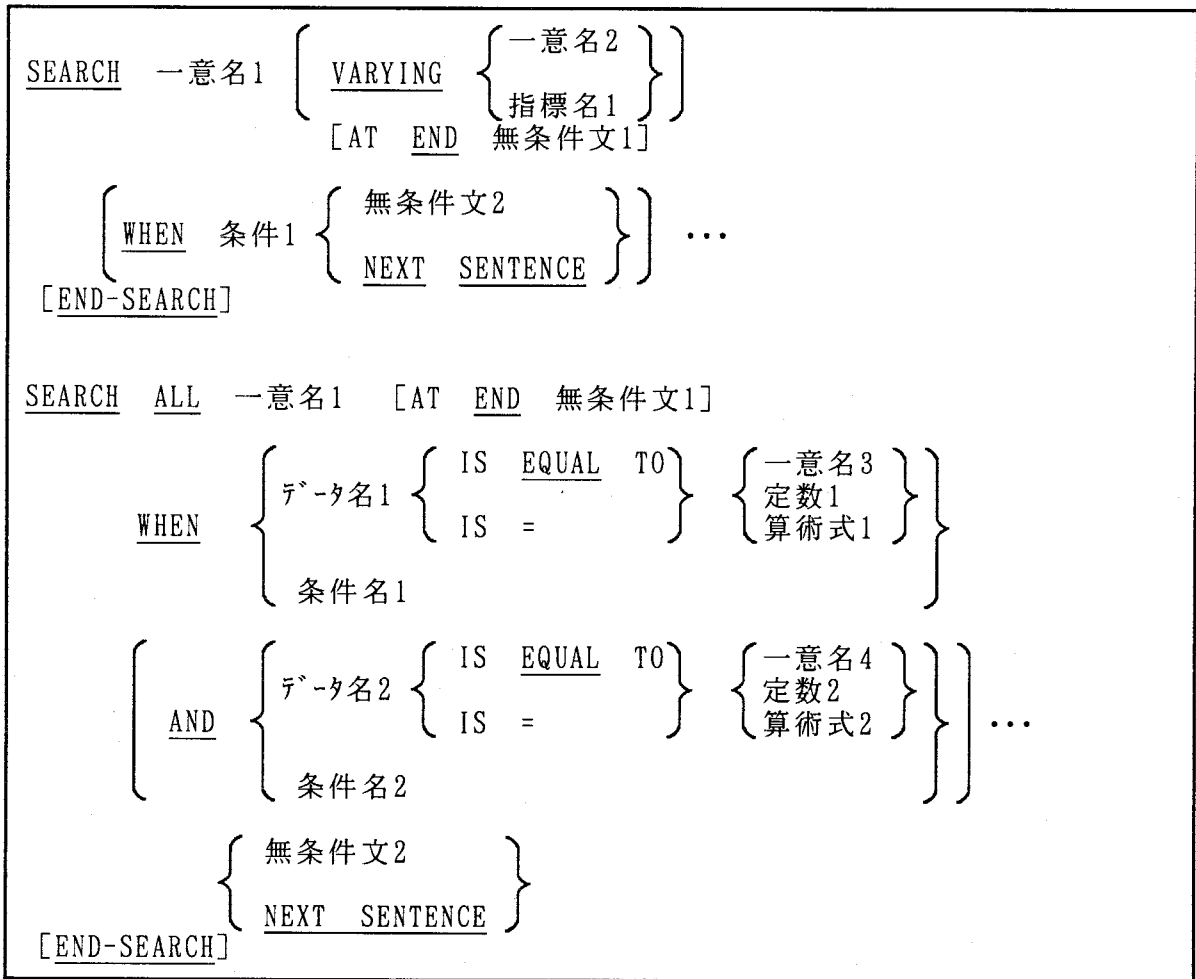 一意名2
SEARCH 一意名1 VARYING
指標名1
[AT END 無条件文1]
無条件文2
WHEN 条件1 ...
NEXT SENTENCE
[END-SEARCH]
SEARCH ALL 一意名1 [AT END 無条件文1]
IS EQUAL TO 一意名3
データ名1 定数1
WHEN IS = 算術式1
条件名1
IS EQUAL TO 一意名4
データ名2 定数2
AND IS = 算術式2 ...
条件名2
無条件文2
NEXT SENTENCE
[END-SEARCH]